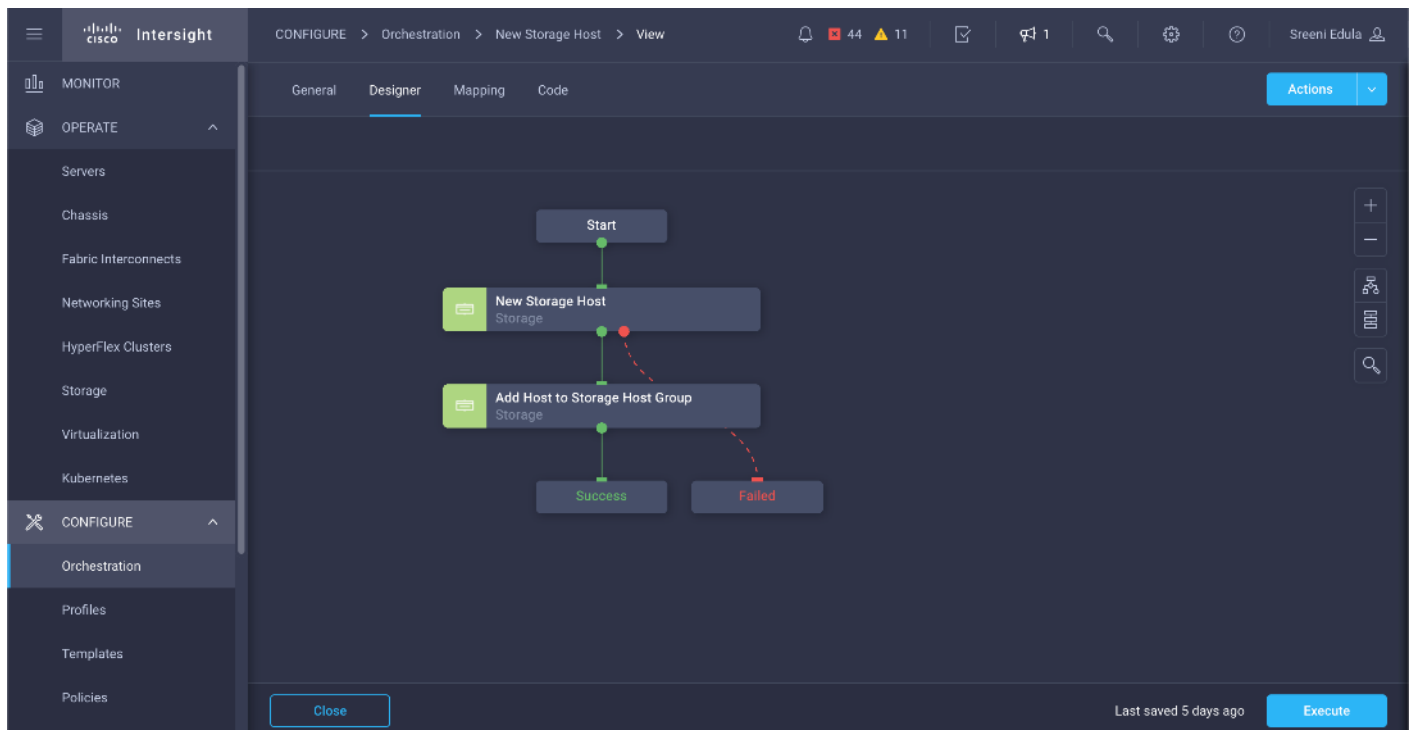 cisco Intersight
CONFIGURE > Orchestration > New Storage Host > View
44
11
1
Sreeni Edula
MONITOR
OPERATE
Servers
Chassis
Fabric Interconnects
Networking Sites
HyperFlex Clusters
Storage
Virtualization
Kubernetes
CONFIGURE
Orchestration
Profiles
Templates
Policies
General Designer Mapping Code
Actions
Start
New Storage Host
Storage
Add Host to Storage Host Group
Storage
Success
Failed
Close
Last saved 5 days ago
Execute